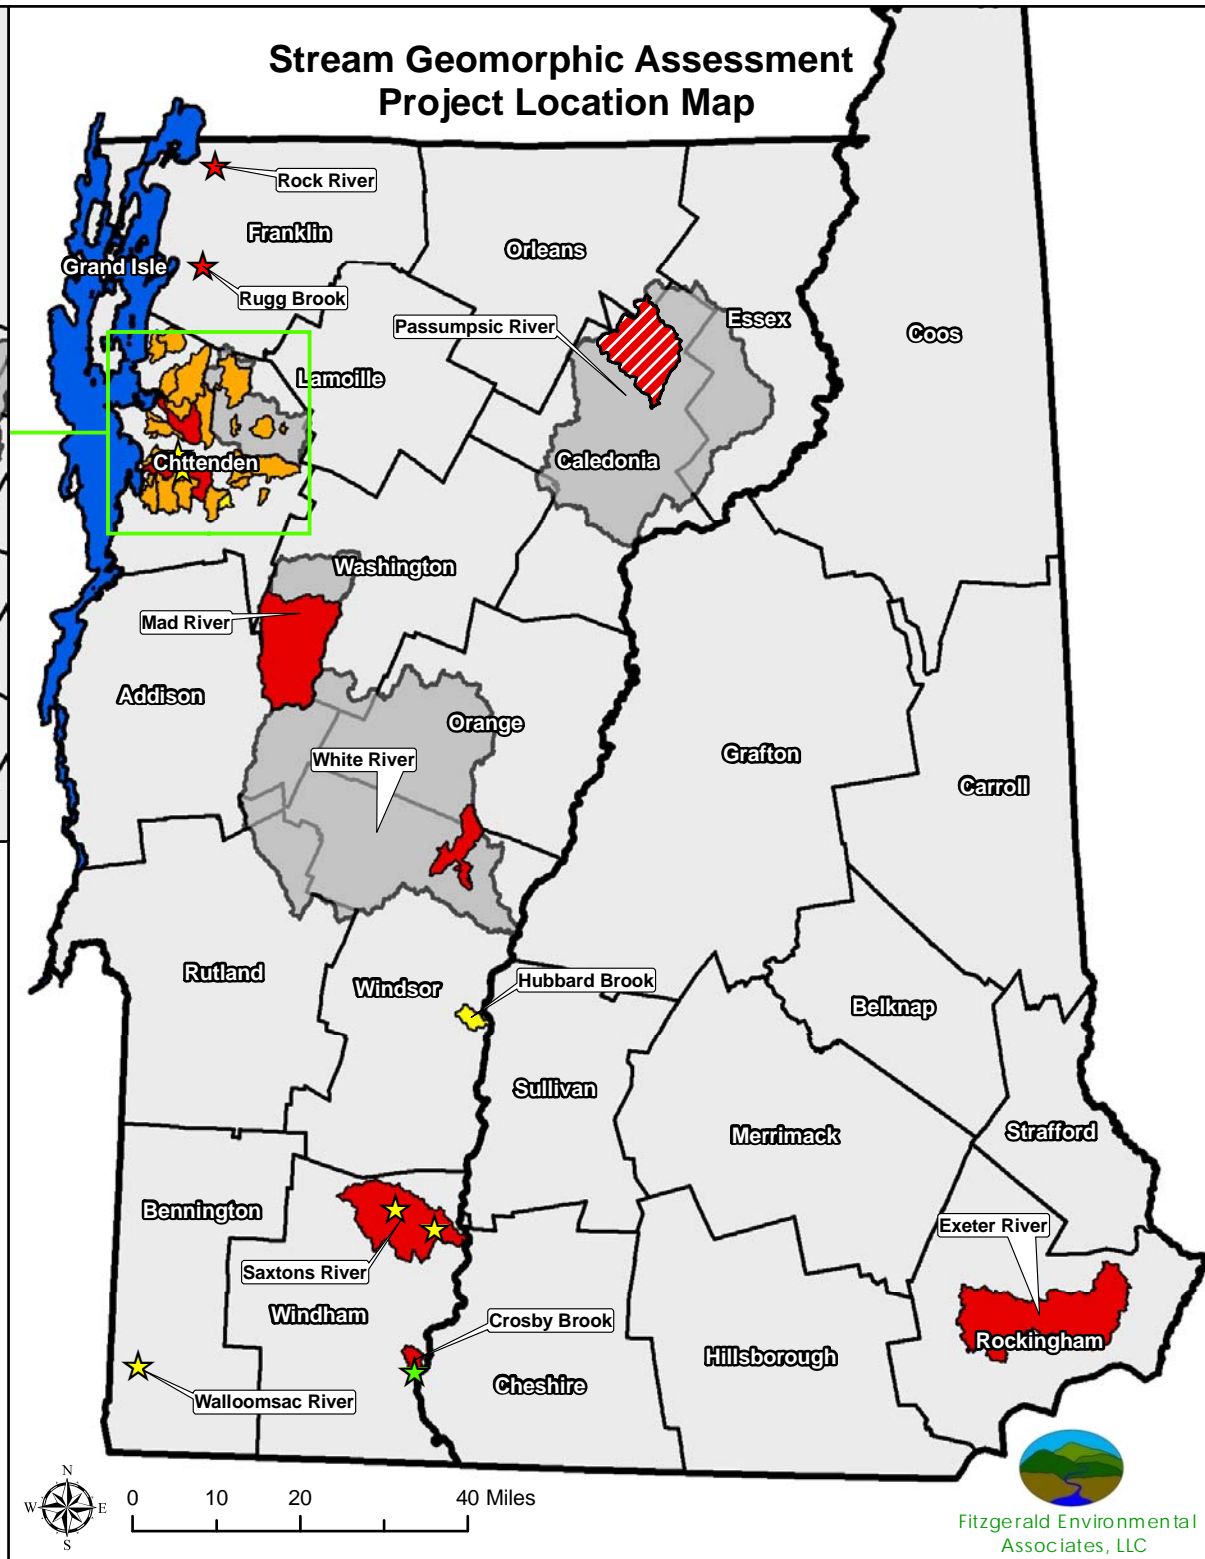 Stream Geomorphic Assessment
Project Location Map
Rock River
Franklin
Orleans
Grand Isle
Rugg Brook
Passumpsic River
Essex
Coos
Lamoille
Chttenden
Caledonia
Washington
Mad River
Addison
Orange
White River
Grafton
Carroll
Rutland
Windsor
Hubbard Brook
Belknap
Sullivan
Merrimack
Strafford
Bennington
Exeter River
Saxtons River
Windham
Crosby Brook
Rockingham
Hillsborough
Cheshire
Walloomsac River
N
W E
S
0 10 20 40 Miles
Fitzgerald Environmental
Associates, LLC